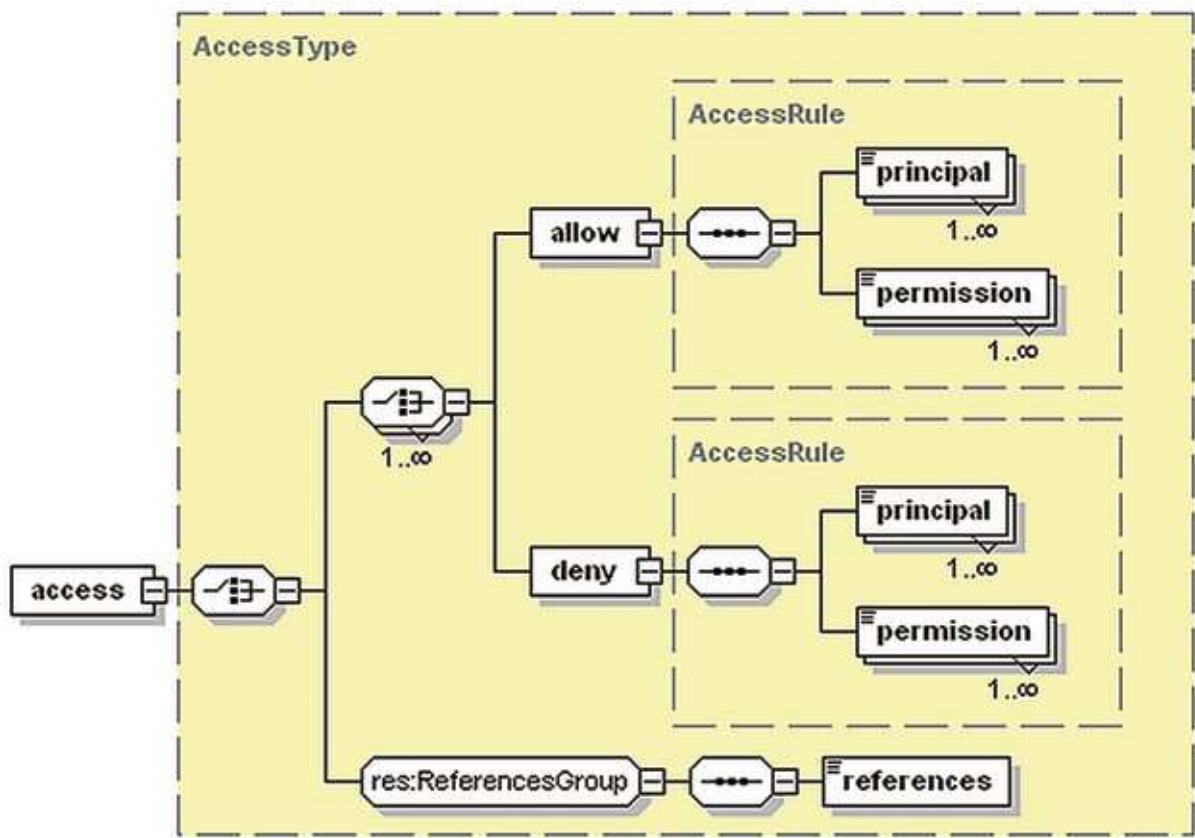 AccessType
AccessRule
principal
1..∞
allow
permission
1..∞
1..∞
AccessRule
principal
1..∞
access
deny
permission
1..∞
res:ReferencesGroup
references